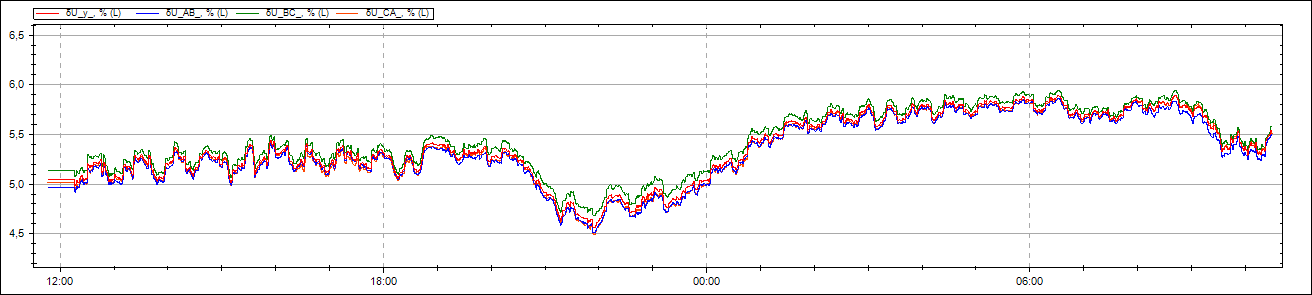 δU_y_, % (L) δU_AB_, % (L) δU_BC_, % (L) δU_CA_, % (L)
6,5
6,0
5,5
5,0
4,5
12:00 18:00 00:00 06:00